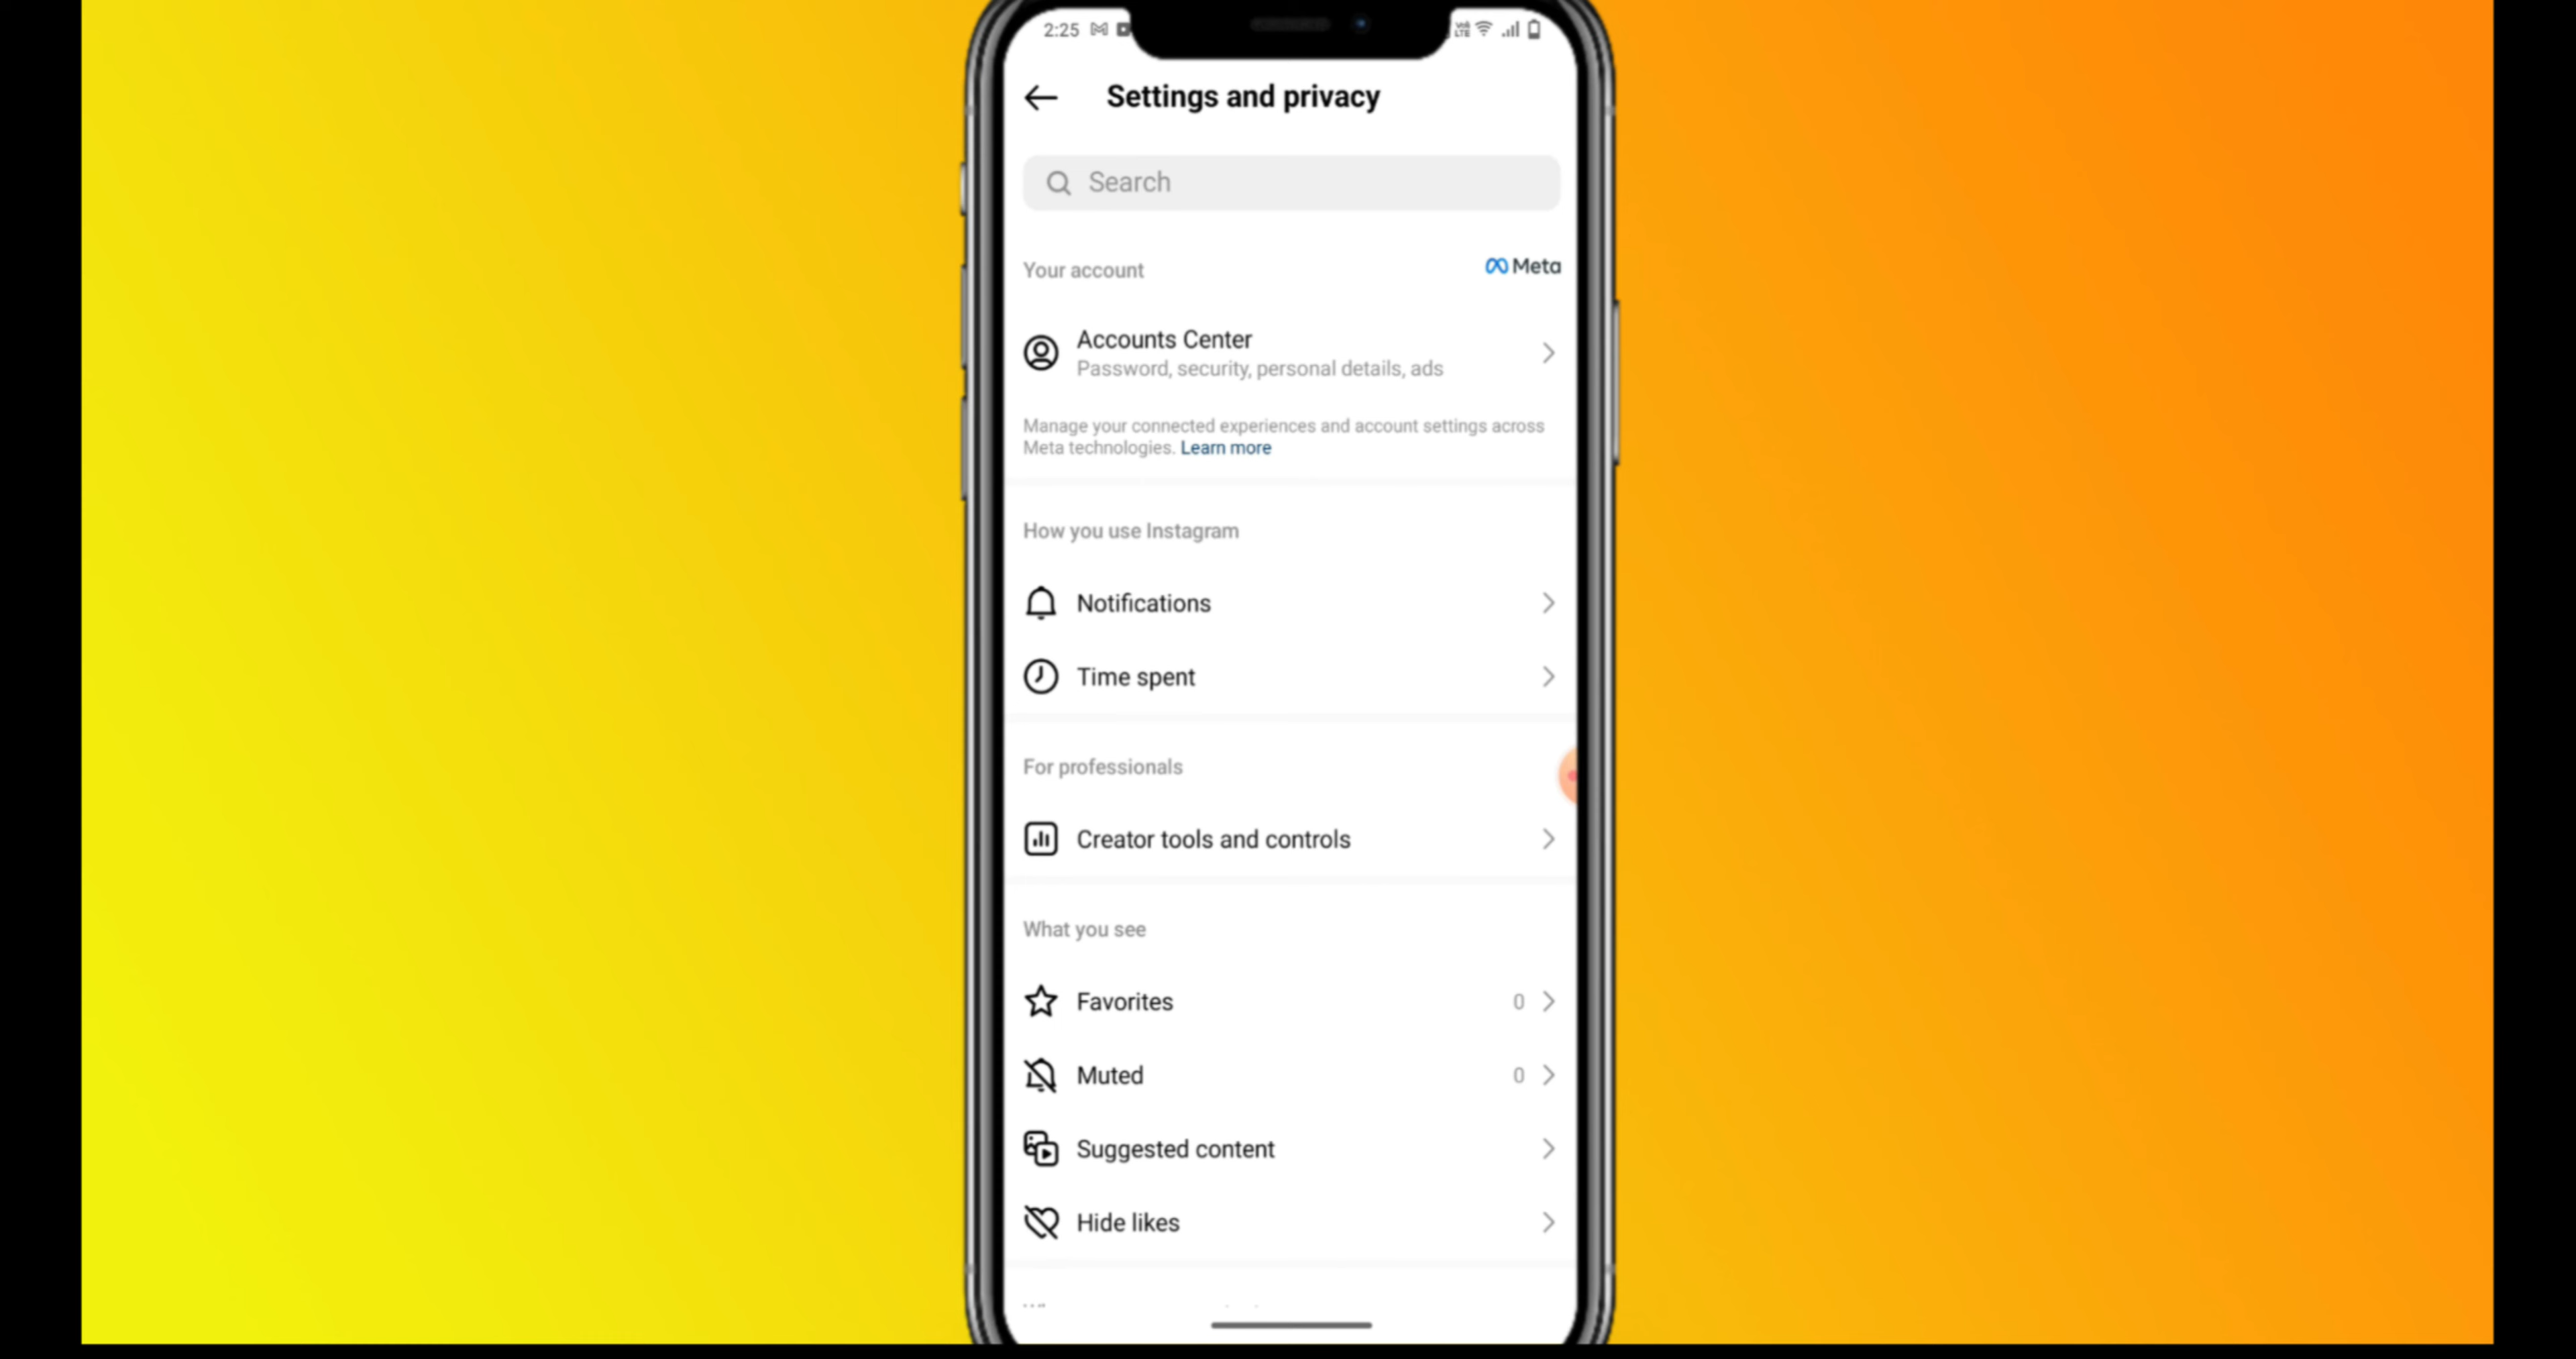 2:25
Settings and privacy
Search
Your account
Meta
Accounts Center
Password, security, personal details, ads
Manage your connected experiences and account settings across
Meta technologies. Learn more
How you use Instagram
Notifications
Time spent
For professionals
Creator tools and controls
What you see
Favorites 0
Muted 0
Suggested content
Hide likes